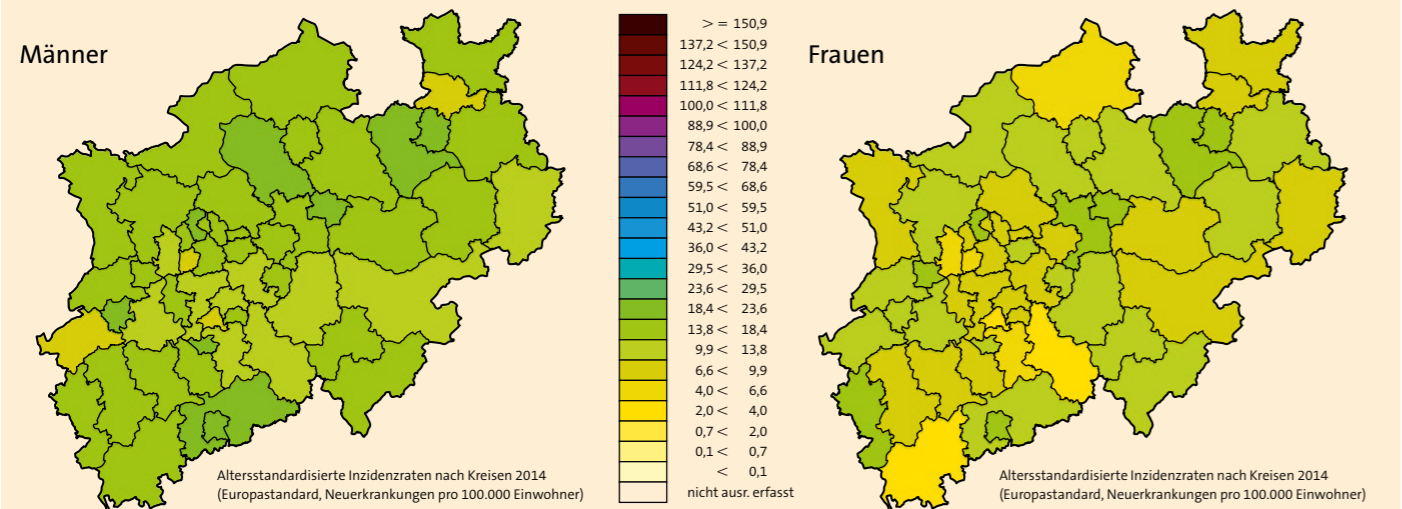 Männer
> = 150,9
137,2 < 150,9
124,2 < 137,2
111,8 < 124,2
100,0 < 111,8
88,9 < 100,0
78,4 < 88,9
68,6 < 78,4
59,5 < 68,6
51,0 < 59,5
43,2 < 51,0
36,0 < 43,2
29,5 < 36,0
23,6 < 29,5
18,4 < 23,6
13,8 < 18,4
9,9 < 13,8
6,6 < 9,9
4,0 < 6,6
2,0 < 4,0
0,7 < 2,0
0,1 < 0,7
< 0,1
nicht ausr. erfasst
Frauen
Altersstandardisierte Inzidenzraten nach Kreisen 2014
(Europastandard, Neuerkrankungen pro 100.000 Einwohner)
Altersstandardisierte Inzidenzraten nach Kreisen 2014
(Europastandard, Neuerkrankungen pro 100.000 Einwohner)